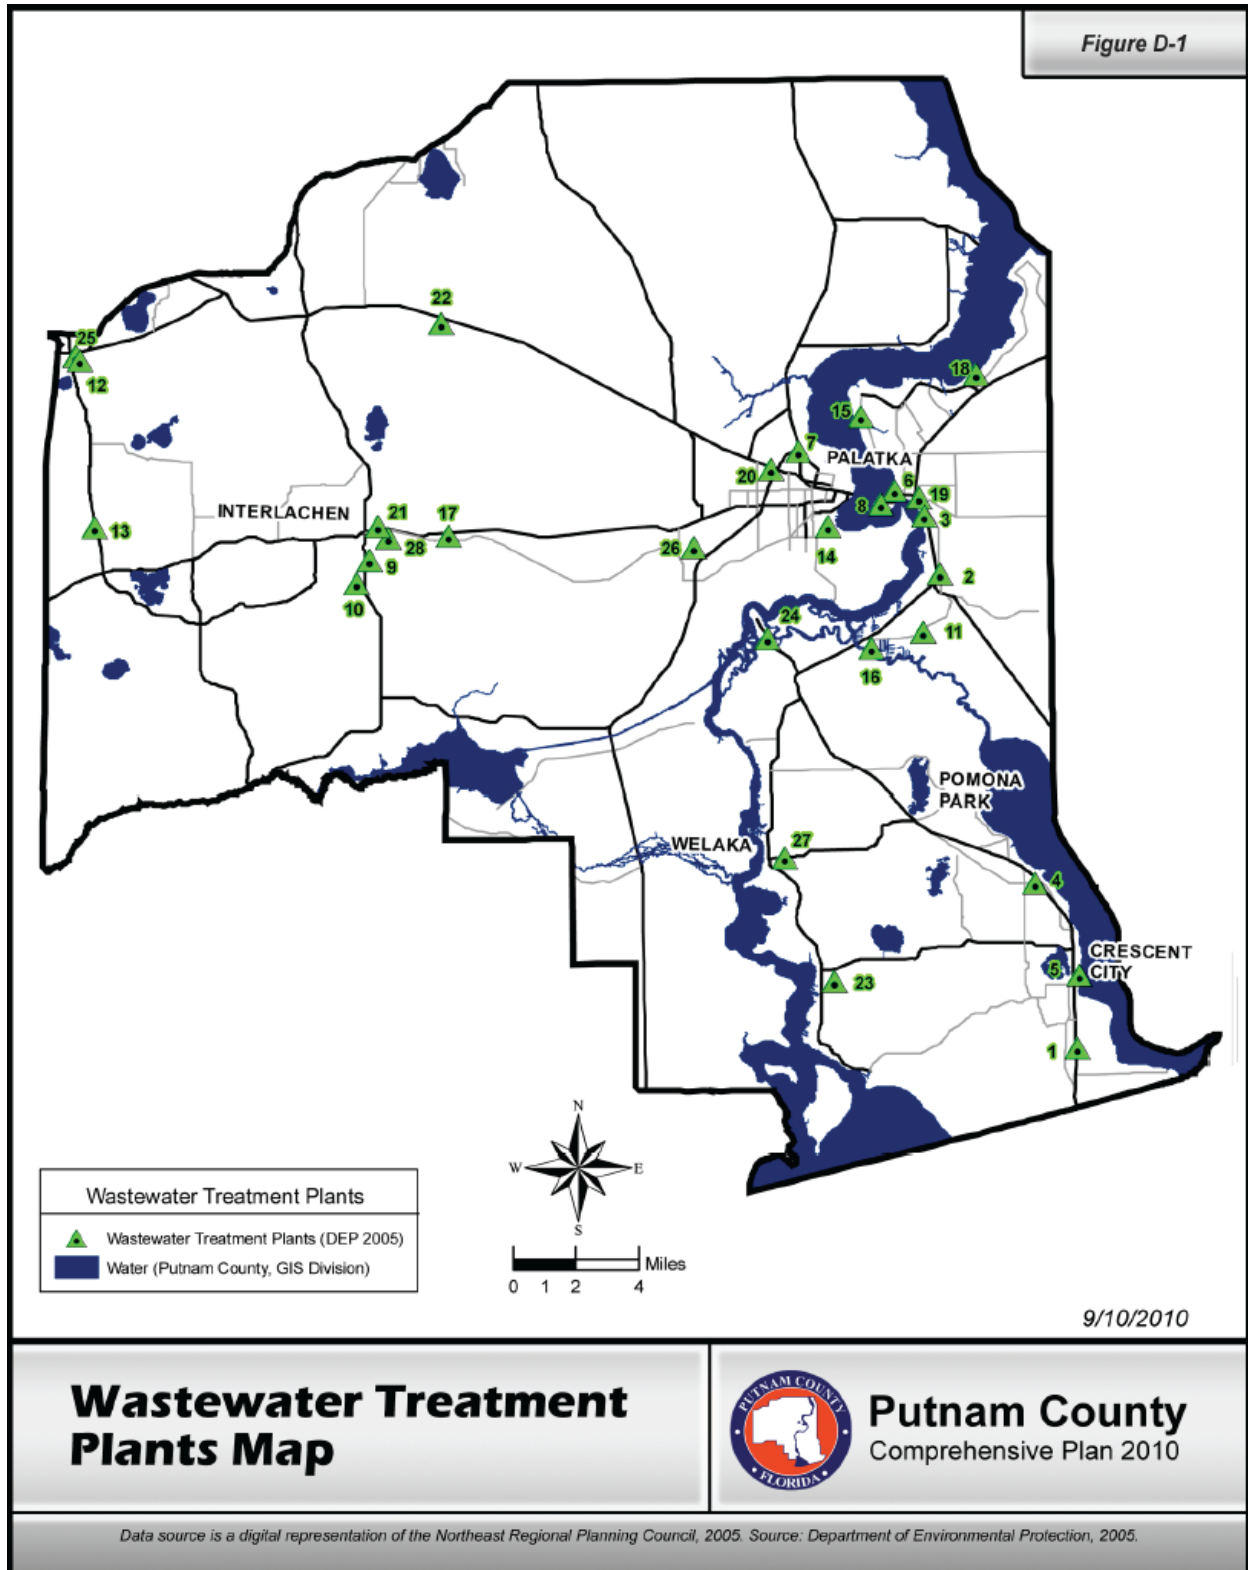 Figure D-1
22
25
12
18
15
7
PALATKA
20
6
19
8
3
INTERLACHEN
21
17
13
28
26
14
9
2
10
24
11
16
POMONA
PARK
WELAKA
27
4
CRESCENT
CITY
5
23
1
N
W
E
S
Miles
0 1 2 4
Wastewater Treatment Plants
Wastewater Treatment Plants (DEP 2005)
Water (Putnam County, GIS Division)
9/10/2010
Wastewater Treatment
Plants Map
PUTNAM COUNTY
• FLORIDA •
Putnam County
Comprehensive Plan 2010
Data source is a digital representation of the Northeast Regional Planning Council, 2005. Source: Department of Environmental Protection, 2005.